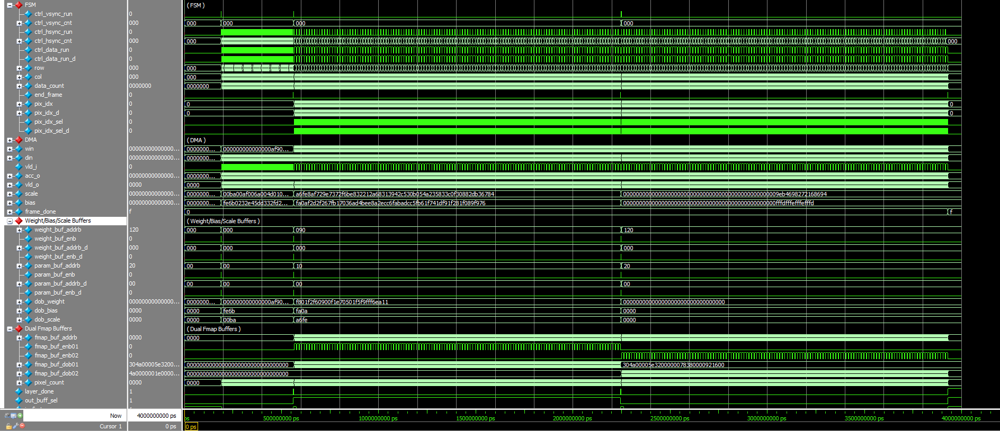 FSM ( FSM )
ctrl_vsync_run 0
ctrl_vsync_cnt 000 000 000 000 000
ctrl_hsync_run 0
ctrl_hsync_cnt 000 000 000
ctrl_data_run 0
ctrl_data_run_d 0
row 000 000
col 000 000
data_count 0000000 0000000
end_frame 0
pix_idx 0 0 0
pix_idx_d 0 0 0
pix_idx_sel 0
pix_idx_sel_d 0
DMA ( DMA )
win 00000000000000... 0000000... 000000000000000af90...
din 00000000000000... 0000000...
vld_i 0
acc_o 00000000000000... 0000000...
vld_o 0000 0000
scale 00000000000000... 0000000... 00ba00af006a004d010... a6fe8af729e7372f6be832212a68313942c530b054a235833c0f30882db36784 0000000000000000000000000000000000000000000000009eb4698272168694
bias 00000000000000... 0000000... fe6b0232e45dd332fd2... fa0af2d2f267fb17036ad4bee8a2ecc6fabadcc5fb61f741df91f281f089f976 000000000000000000000000000000000000000000000000fffdfffefffefffd
frame_done f 0 f
Weight/Bias/Scale Buffers ( Weight/Bias/Scale Buffers )
weight_buf_addrb 120 000 000 090 120
weight_buf_enb 0
weight_buf_addrb_d 000 000 000 000 000
weight_buf_enb_d 0
param_buf_addrb 20 00 00 10 20
param_buf_enb 0
param_buf_addrb_d 00 00 00 00 00
param_buf_enb_d 0
dob_weight 00000000000000... 0000000... 000000000000000af90... f801f2f60900f1e70501f5f9fff6ea11 00000000000000000000000000000000
dob_bias 0000 0000 fe6b fa0a 0000
dob_scale 0000 0000 00ba a6fe 0000
Dual Fmap Buffers ( Dual Fmap Buffers )
fmap_buf_addrb 0000 0000
fmap_buf_enb01 0
fmap_buf_enb02 0
fmap_buf_dob01 304a00005e3200... 00000000000000000000000000000000 304a00005e3200000078380000921600
fmap_buf_dob02 4a0000001e0000... 00000000000000000000000000000000
pixel_count 0000 0000
layer_done 1
out_buff_sel 1
Now 4000000000 ps ps 500000000 ps 1000000000 ps 1500000000 ps 2000000000 ps 2500000000 ps 3000000000 ps 3500000000 ps 4000000000 ps
Cursor 1 0 ps 0 ps